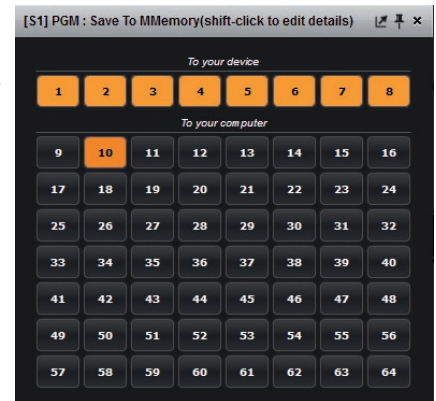 [S1] PGM : Save To MMemory(shift-click to edit details)
To your device
1 2 3 4 5 6 7 8
To your computer
9 10 11 12 13 14 15 16
17 18 19 20 21 22 23 24
25 26 27 28 29 30 31 32
33 34 35 36 37 38 39 40
41 42 43 44 45 46 47 48
49 50 51 52 53 54 55 56
57 58 59 60 61 62 63 64